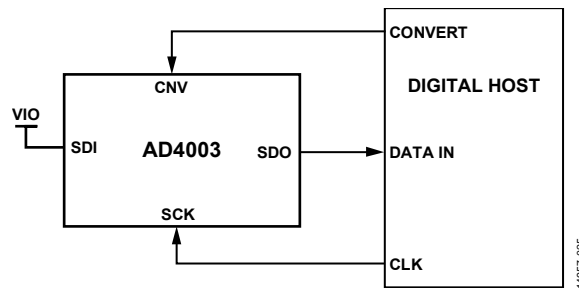 CONVERT
CNV
DIGITAL HOST
VIO
SDI
AD4003
SDO
DATA IN
SCK
CLK